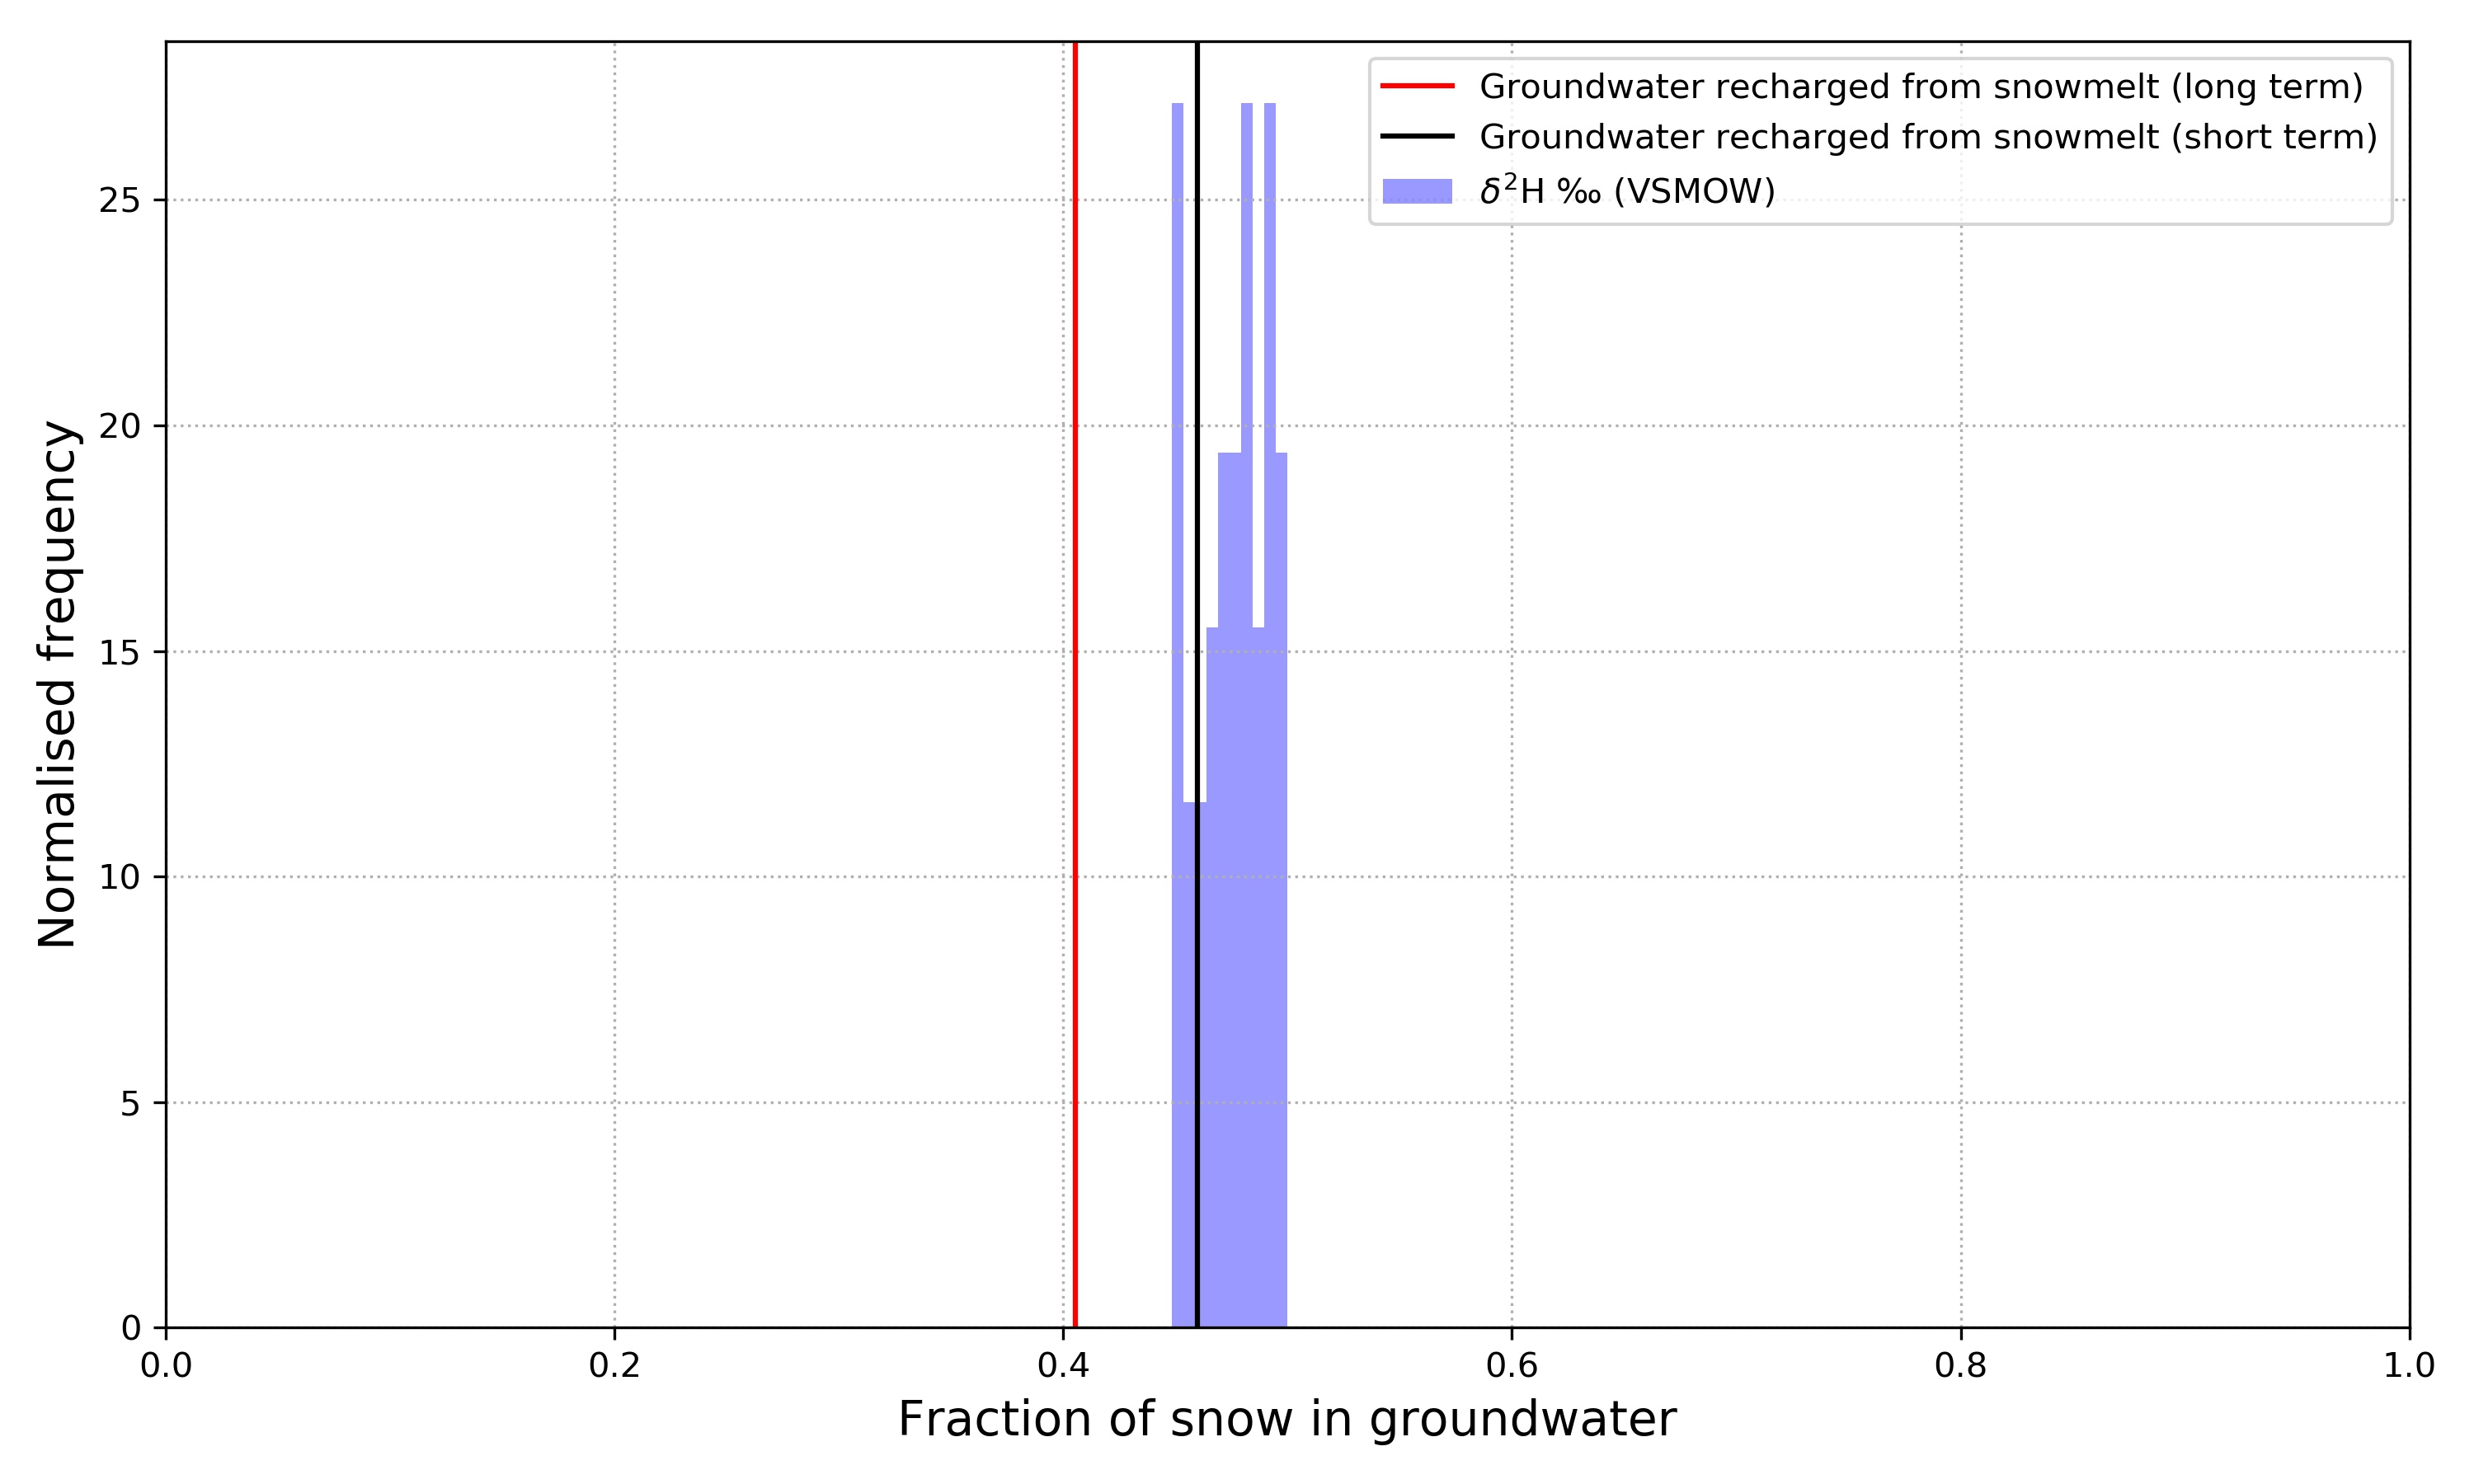 Groundwater recharged from snowmelt (long term)
Groundwater recharged from snowmelt (short term)
δ²H ‰ (VSMOW)
Normalised frequency
25
20
15
10
5
0
0.0 0.2 0.4 0.6 0.8 1.0
Fraction of snow in groundwater